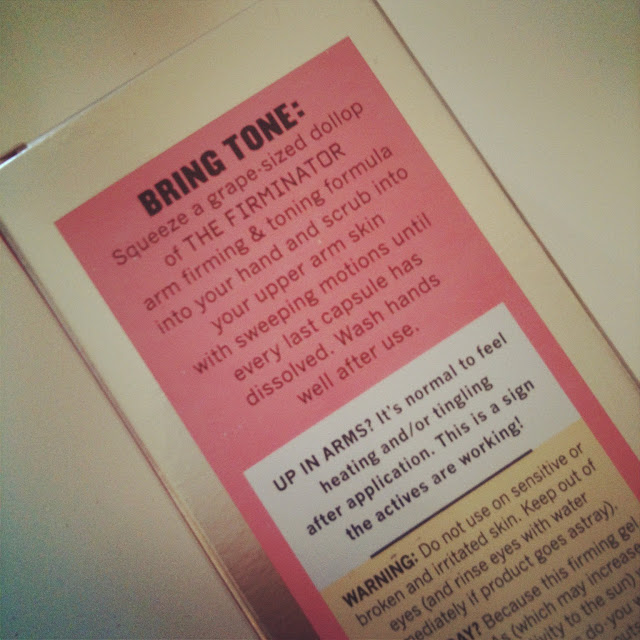 BRING TONE:
Squeeze a grape-sized dollop
of THE FIRMINATOR
arm firming & toning formula
into your hand and scrub into
your upper arm skin
with sweeping motions until
every last capsule has
dissolved. Wash hands
well after use.
UP IN ARMS? It's normal to feel
heating and/or tingling
after application. This is a sign
the actives are working!
WARNING: Do not use on sensitive or
broken and irritated skin. Keep out of
eyes (and rinse eyes with water
if product goes astray).
Because this firming gel
(which may increase
to the sun),
do you